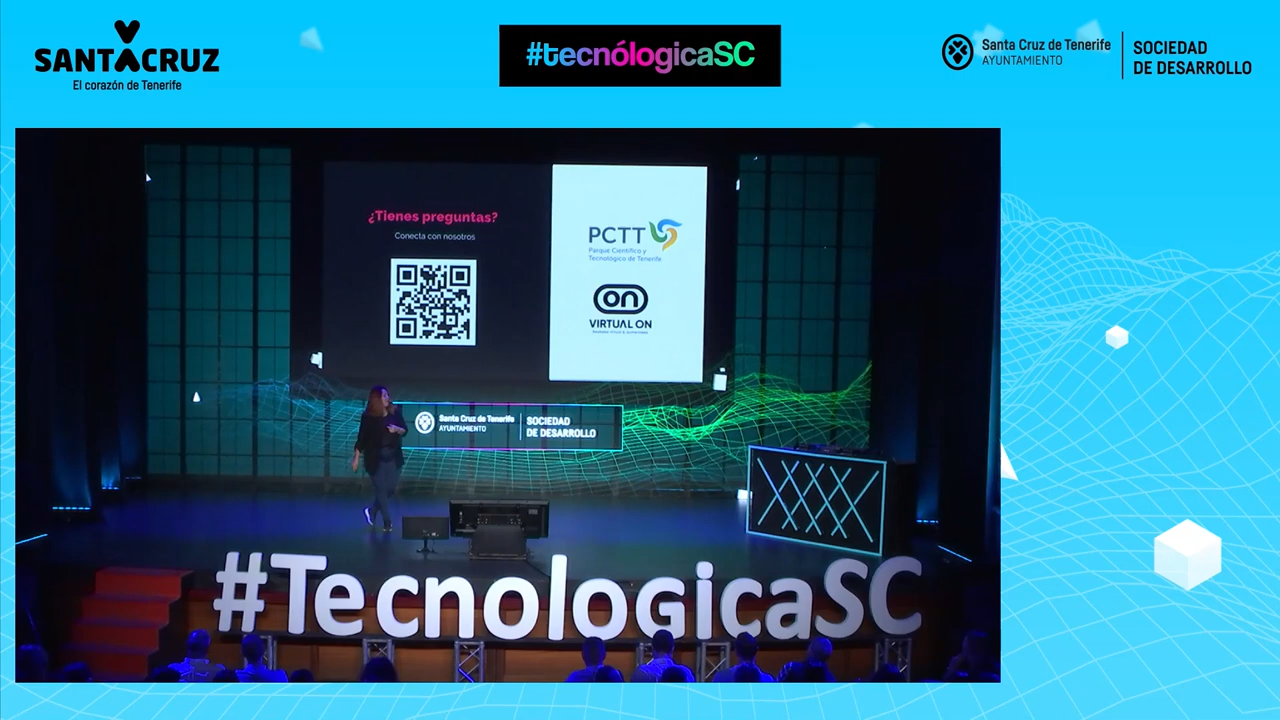 SANTACRUZ
El corazón de Tenerife
#tecnólogicaSC
Santa Cruz de Tenerife
AYUNTAMIENTO
SOCIEDAD
DE DESARROLLO
¿Tienes preguntas?
Conecta con nosotros
PCTT
Parque Científico y
Tecnológico de Tenerife
on
VIRTUAL ON
Santa Cruz de Tenerife
AYUNTAMIENTO
SOCIEDAD
DE DESARROLLO
#TecnologicaSC